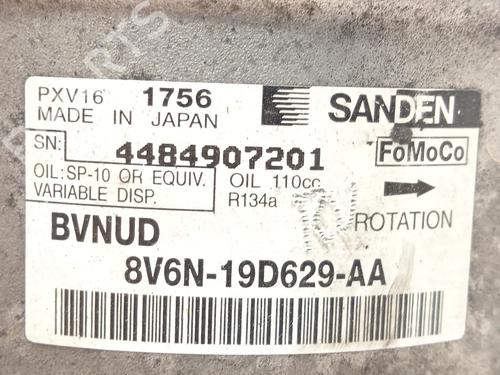 PXV16 1756 SANDEN
MADE IN JAPAN
SN: 4484907201 FoMoCo
OIL:SP-10 OR EQUIV. OIL 110cc
VARIABLE DISP. R134a
ROTATION
BVNUD
8V6N-19D629-AA